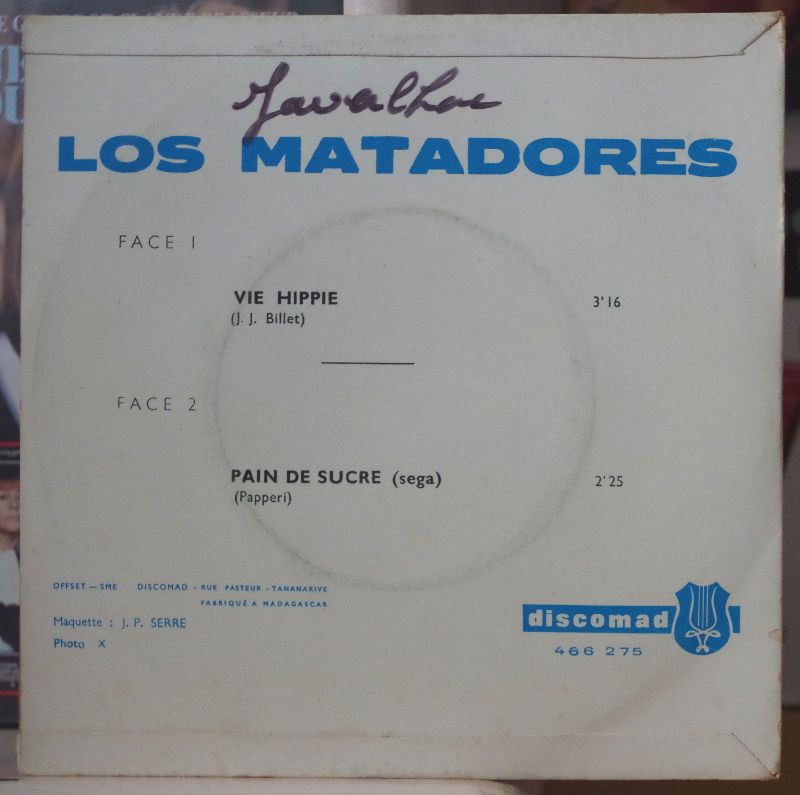 LOS MATADORES
FACE 1
VIE HIPPIE 3'16
(J. J. Billet)
FACE 2
PAIN DE SUCRE (sega) 2'25
(Papperi)
OFFSET — SME DISCOMAD - RUE PASTEUR - TANANARIVE
FABRIQUÉ A MADAGASCAR
Maquette : J. P. SERRE
Photo X
discomad
466 275